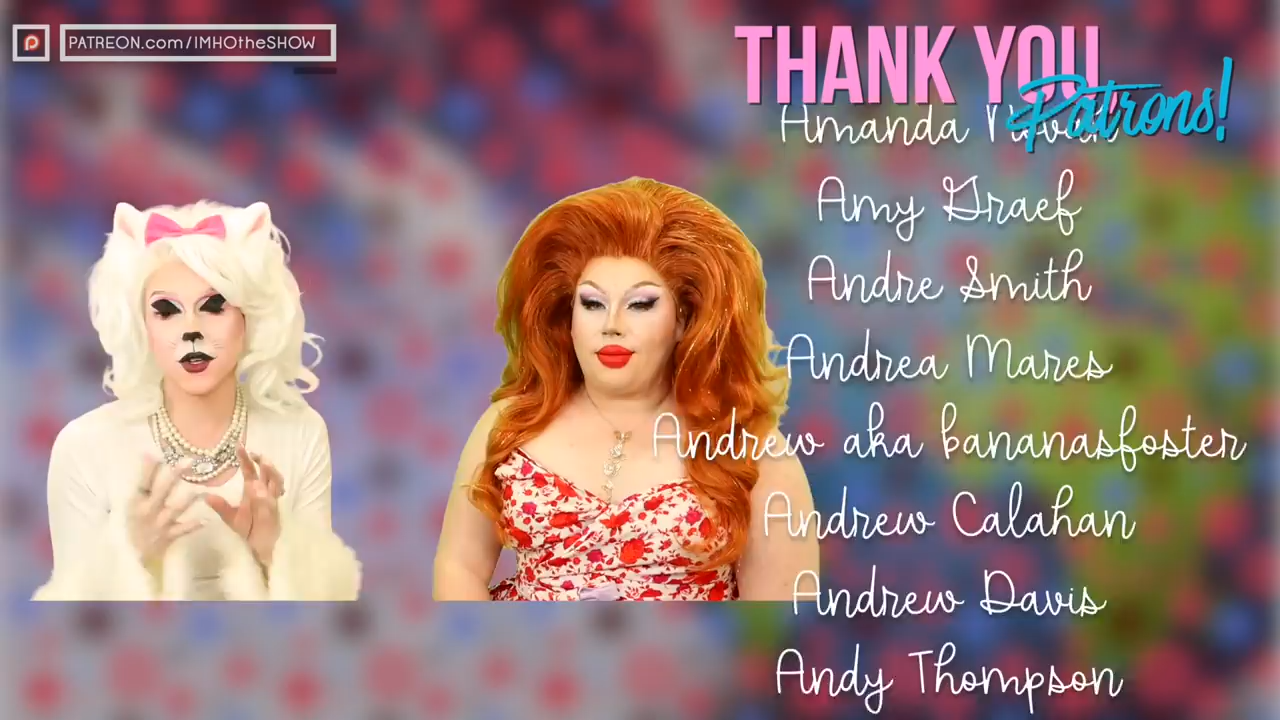 PATREON.com/IMHOtheSHOW
THANK YOU,
Patrons!
Amanda
Amy Graef
Andre Smith
Andrea Mares
Andrew aka bananasfoster
Andrew Calahan
Andrew Davis
Andy Thompson